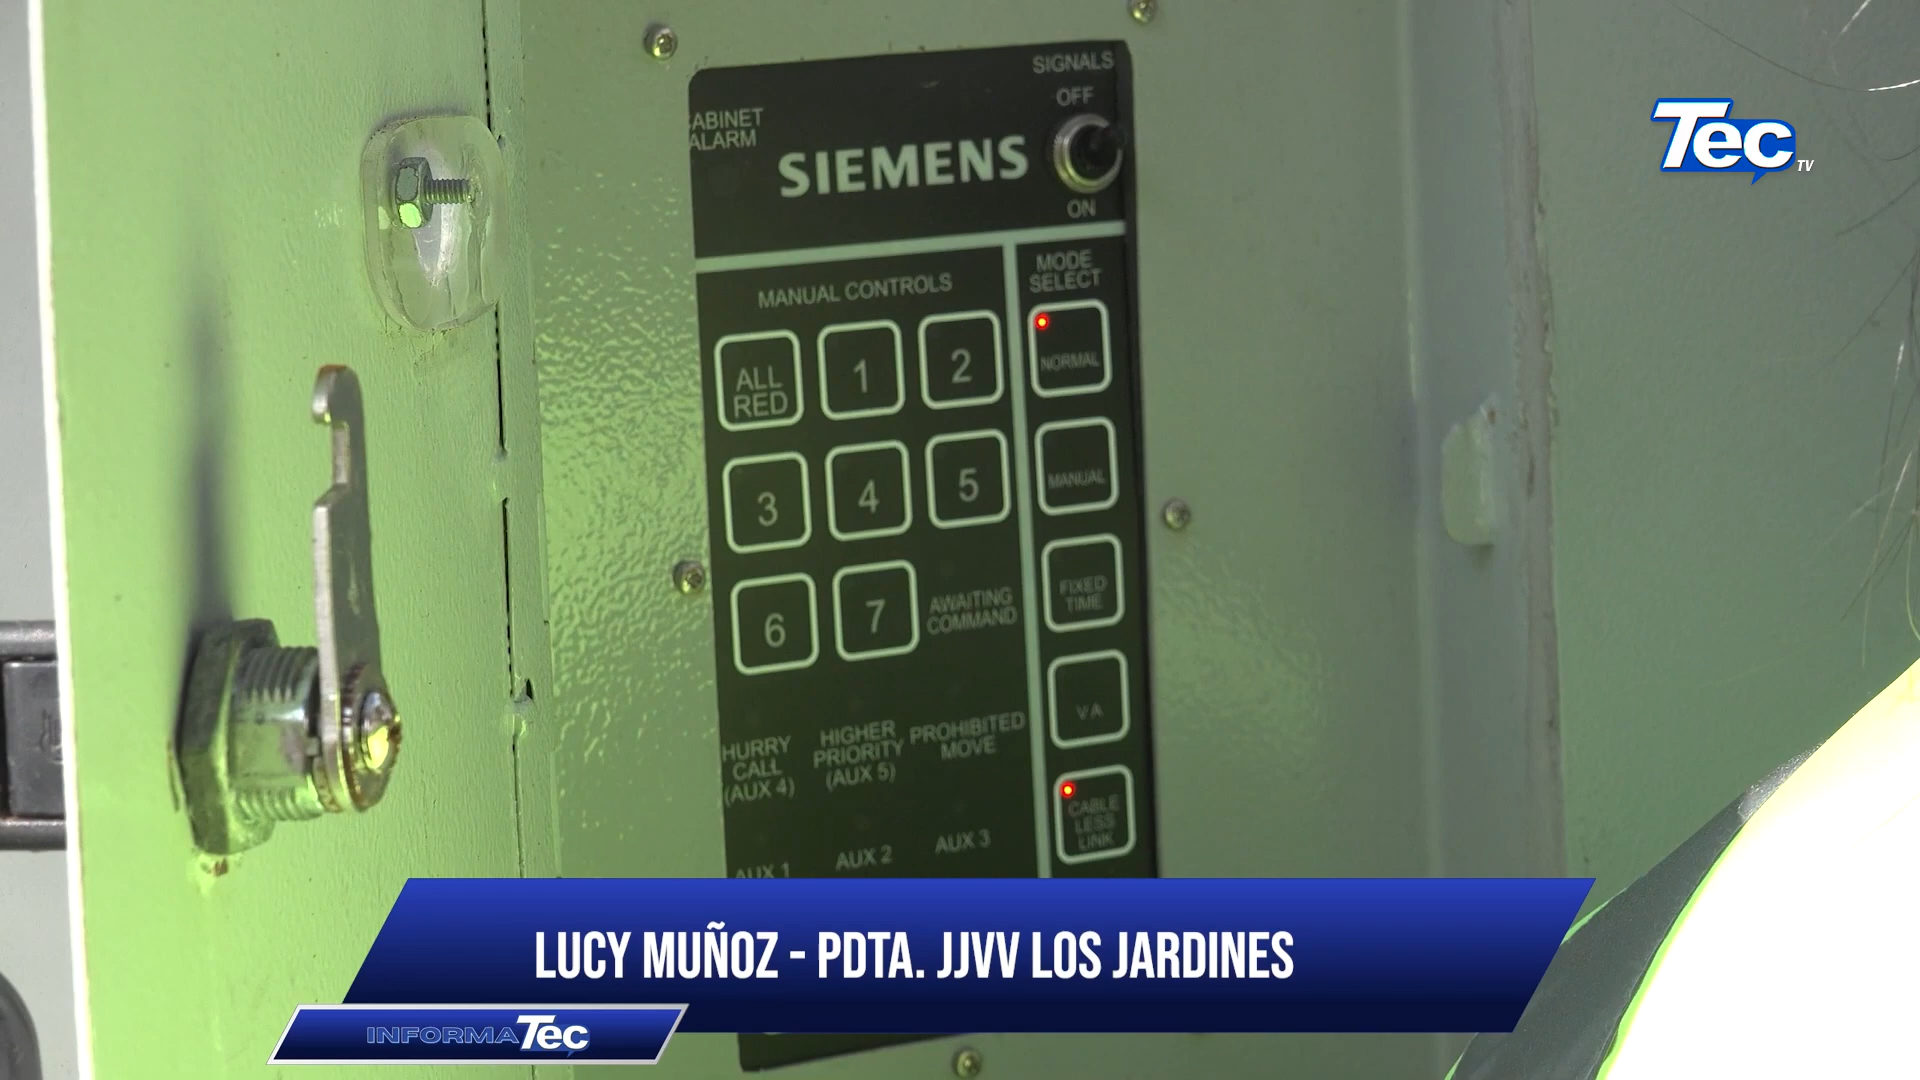 SIGNALS
OFF
CABINET
ALARM
SIEMENS
ON
MANUAL CONTROLS
MODE
SELECT
ALL
RED
1
2
NORMAL
3
4
5
MANUAL
6
7
AWAITING
COMMAND
FIXED
TIME
VA
HURRY
CALL
(AUX 4)
HIGHER
PRIORITY
(AUX 5)
PROHIBITED
MOVE
CABLE
LESS
LINK
AUX 1
AUX 2
AUX 3
Tec TV
LUCY MUÑOZ - PDTA. JJVV LOS JARDINES
INFORMATec